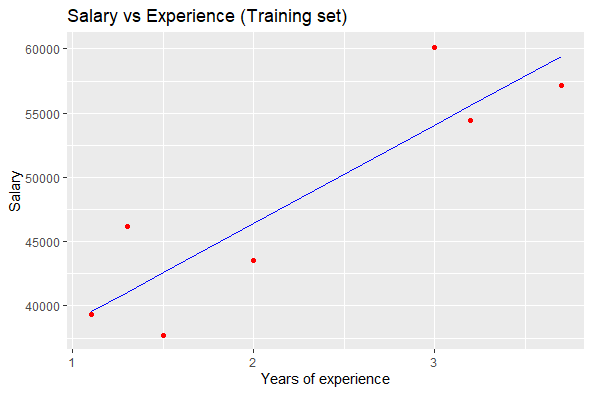 Salary vs Experience (Training set)
60000
55000
50000
45000
40000
Salary
1 2 3
Years of experience